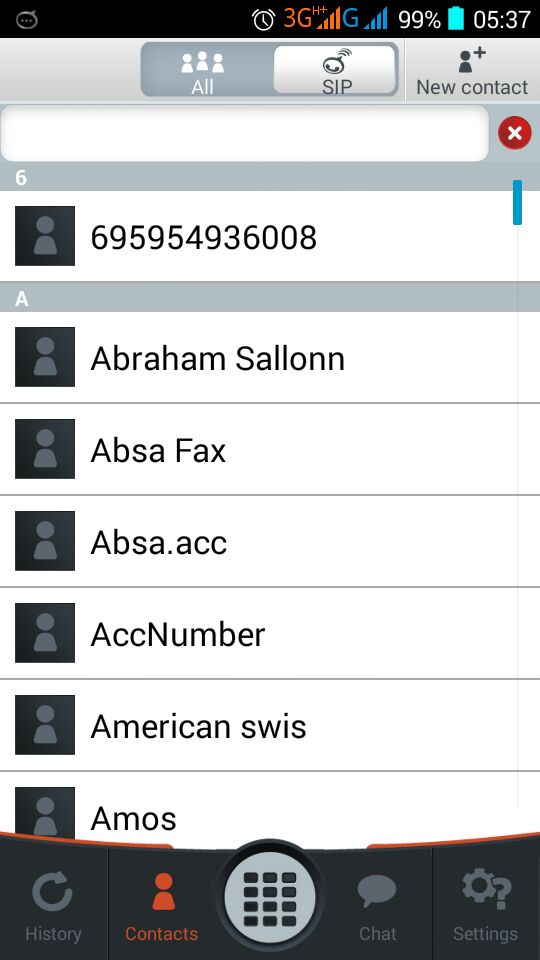 3G H+ G 99% 05:37
All SIP New contact
6
695954936008
A
Abraham Sallonn
Absa Fax
Absa.acc
AccNumber
American swis
Amos
History Contacts Chat Settings